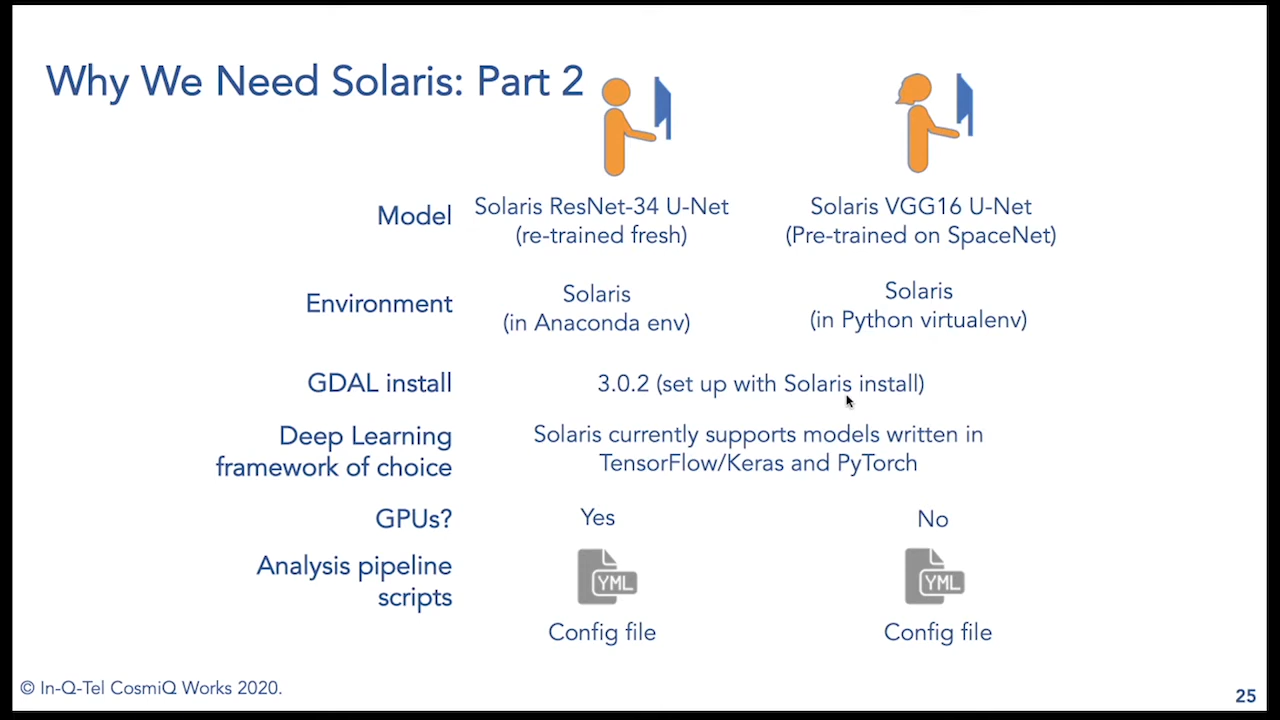 Why We Need Solaris: Part 2
Model
Solaris ResNet-34 U-Net
(re-trained fresh)
Solaris VGG16 U-Net
(Pre-trained on SpaceNet)
Environment
Solaris
(in Anaconda env)
Solaris
(in Python virtualenv)
GDAL install
3.0.2 (set up with Solaris install)
Deep Learning
framework of choice
Solaris currently supports models written in
TensorFlow/Keras and PyTorch
GPUs?
Yes
No
Analysis pipeline
scripts
YML
Config file
YML
Config file
© In-Q-Tel CosmiQ Works 2020.
25